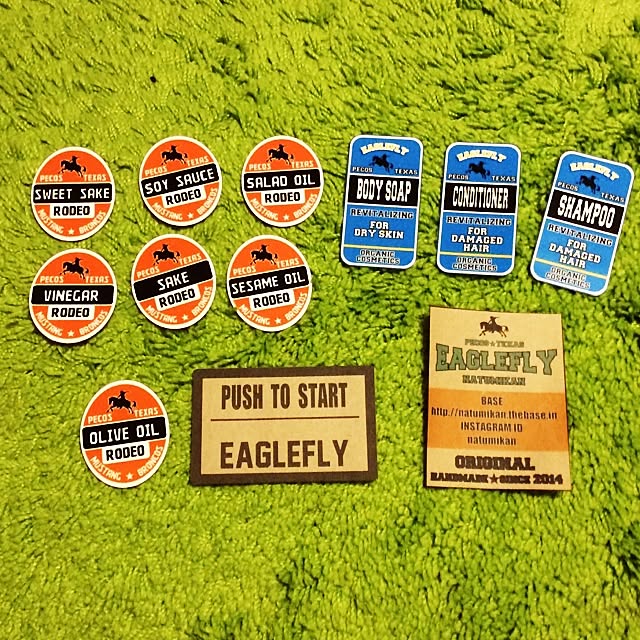 PECOS TEXAS
SWEET SAKE
RODEO
MUSTANG ★ BRONCOS
PECOS TEXAS
SOY SAUCE
RODEO
MUSTANG ★ BRONCOS
PECOS TEXAS
SALAD OIL
RODEO
MUSTANG ★ BRONCOS
EAGLEFLY
PECOS TEXAS
BODY SOAP
REVITALIZING
FOR
DRY SKIN
ORGANIC
COSMETICS
EAGLEFLY
PECOS TEXAS
CONDITIONER
REVITALIZING
FOR
DAMAGED
HAIR
ORGANIC
COSMETICS
EAGLEFLY
PECOS TEXAS
SHAMPOO
REVITALIZING
FOR
DAMAGED
HAIR
ORGANIC
COSMETICS
PECOS TEXAS
VINEGAR
RODEO
MUSTANG ★ BRONCOS
PECOS TEXAS
SAKE
RODEO
MUSTANG ★ BRONCOS
PECOS TEXAS
SESAME OIL
RODEO
MUSTANG ★ BRONCOS
PECOS TEXAS
OLIVE OIL
RODEO
MUSTANG ★ BRONCOS
PUSH TO START
EAGLEFLY
PECOS★TEXAS
EAGLEFLY
NATUMIKAN
BASE
http://natumikan.thebase.in
INSTAGRAM ID
natumikan
ORIGINAL
HANDMADE★SINCE 2014